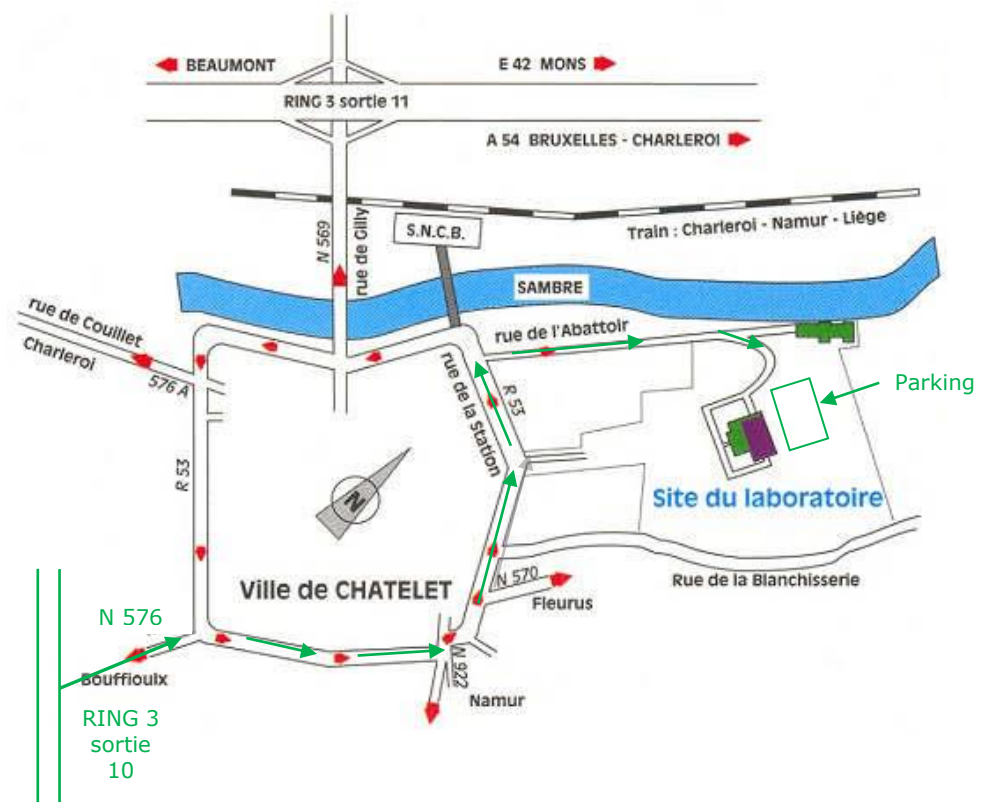 BEAUMONT
E 42 MONS
RING 3 sortie 11
A 54 BRUXELLES - CHARLEROI
N 569
rue de Gilly
S.N.C.B.
Train : Charleroi - Namur - Liège
SAMBRE
rue de Couillet
Charleroi
576 A
rue de l'Abattoir
rue de la Station
R 53
Parking
R 53
N
Site du laboratoire
Ville de CHATELET
N 570
Fleurus
Rue de la Blanchisserie
N 576
Bouffioulx
N 922
Namur
RING 3
sortie
10